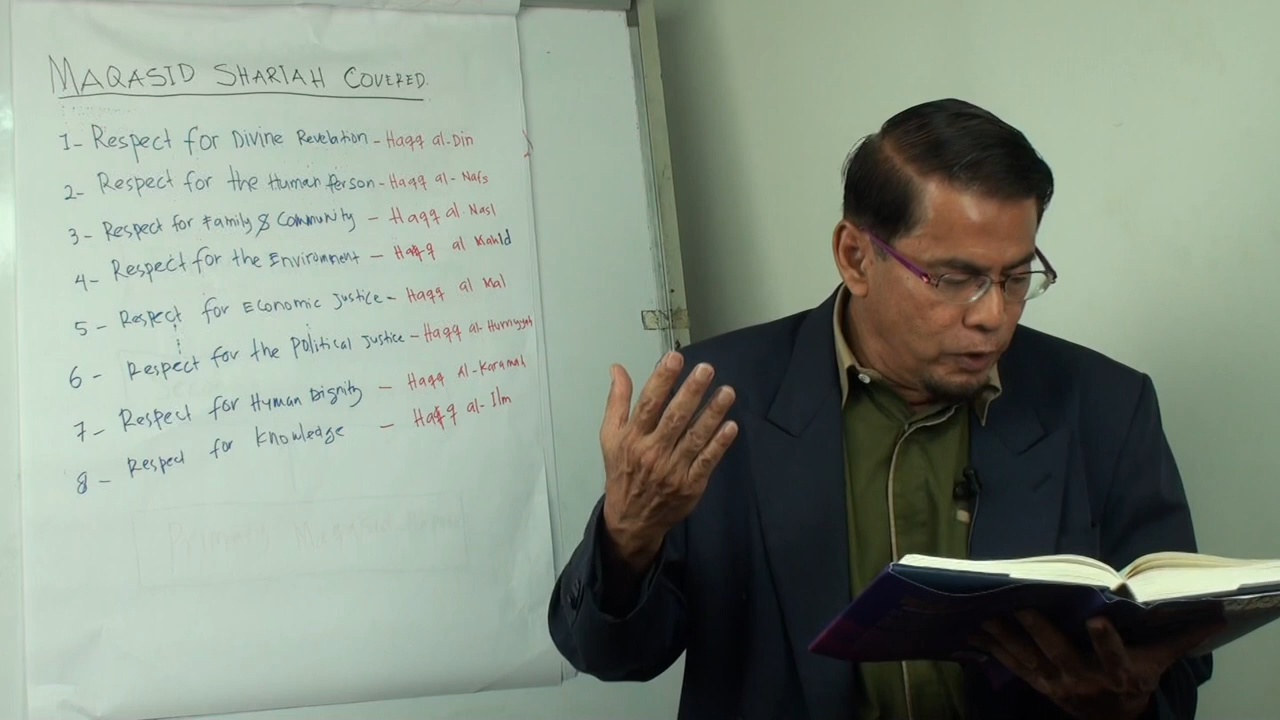 MAQASID SHARIAH COVERED.
1- Respect for Divine Revelation - Haqq al-Din
2- Respect for the Human Person - Haqq al-Nafs
3- Respect for Family & Community - Haqq al Nasl
4- Respect for the Environment - Haqq al Mahld
5- Respect for Economic Justice - Haqq al Mal
6- Respect for the Political Justice - Haqq al-Hurriyyah
7- Respect for Human Dignity - Haqq al-Karamah
8- Respect for Knowledge - Haqq al-Ilm